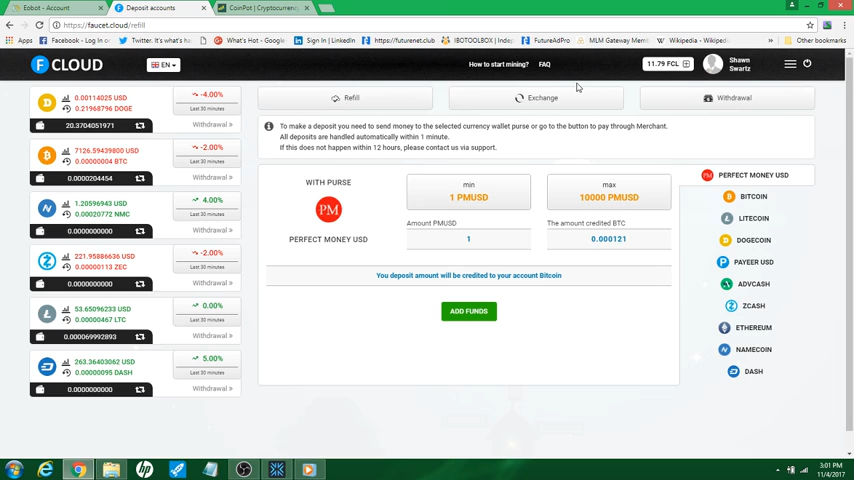 Eobot - Account
Deposit accounts
CoinPot | Cryptocurrency
https://faucet.cloud/refill
Apps
Facebook - Log In or
Twitter. It's what's ha
What's Hot - Google
Sign In | LinkedIn
https://futurenet.club
IBOTOOLBOX | Indep
FutureAdPro
MLM Gateway Memb
Wikipedia - Wikipedia
Other bookmarks
F CLOUD
EN
How to start mining?
FAQ
11.79 FCL
Shawn
Swartz
0.00114025 USD
0.21968796 DOGE
-4.00%
Last 30 minutes
20.3704051971
Withdrawal »
7126.59439800 USD
0.00000004 BTC
-2.00%
Last 30 minutes
0.0000204454
Withdrawal »
1.20596943 USD
0.00020772 NMC
4.00%
Last 30 minutes
0.0000000000
Withdrawal »
221.95886636 USD
0.00000113 ZEC
-2.00%
Last 30 minutes
0.0000000000
Withdrawal »
53.65096233 USD
0.00000467 LTC
0.00%
Last 30 minutes
0.000069992893
Withdrawal »
263.36403062 USD
0.00000095 DASH
5.00%
Last 30 minutes
0.0000000000
Withdrawal »
Refill
Exchange
Withdrawal
To make a deposit you need to send money to the selected currency wallet purse or go to the button to pay through Merchant.
All deposits are handled automatically within 1 minute.
If this does not happen within 12 hours, please contact us via support.
WITH PURSE
PM
PERFECT MONEY USD
min
1 PMUSD
max
10000 PMUSD
Amount PMUSD
1
The amount credited BTC
0.000121
You deposit amount will be credited to your account Bitcoin
ADD FUNDS
PM PERFECT MONEY USD
BITCOIN
LITECOIN
DOGECOIN
PAYEER USD
ADVCASH
ZCASH
ETHEREUM
NAMECOIN
DASH
3:01 PM
11/4/2017